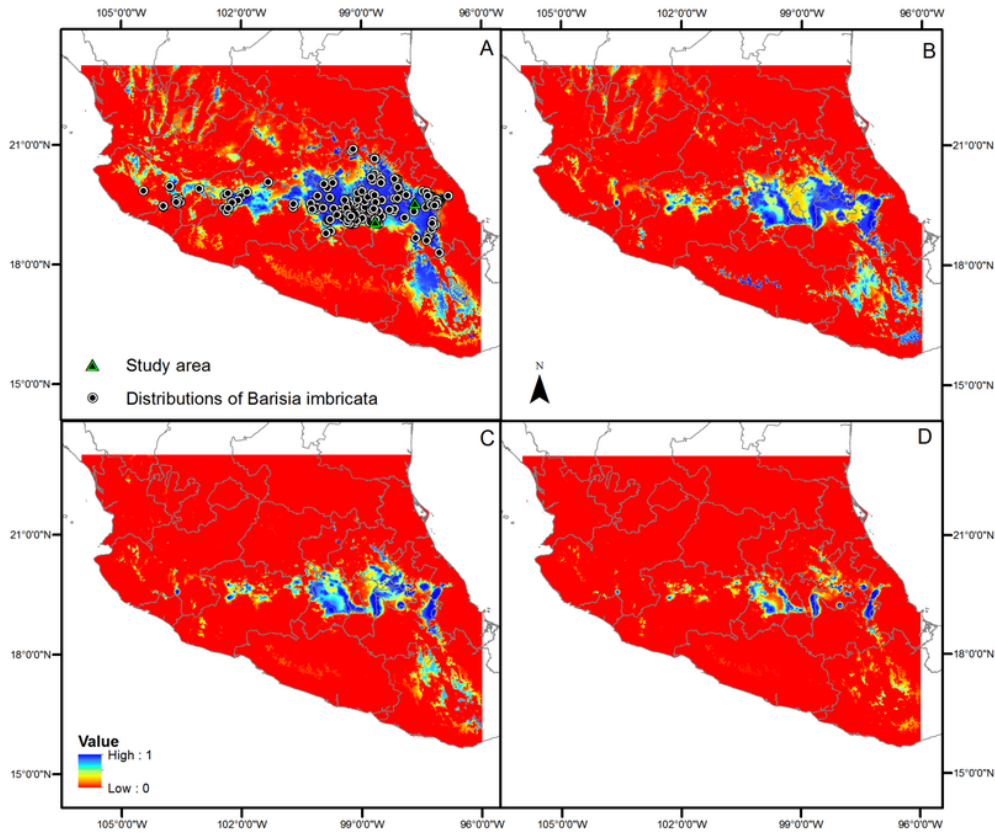 105°0'0"W 102°0'0"W 99°0'0"W 96°0'0"W 105°0'0"W 102°0'0"W 99°0'0"W 96°0'0"W
A
B
21°0'0"N
21°0'0"N
18°0'0"N
18°0'0"N
15°0'0"N
15°0'0"N
Study area
Distributions of Barisia imbricata
N
C
D
21°0'0"N
21°0'0"N
18°0'0"N
18°0'0"N
15°0'0"N
15°0'0"N
Value
High : 1
Low : 0
105°0'0"W 102°0'0"W 99°0'0"W 96°0'0"W 105°0'0"W 102°0'0"W 99°0'0"W 96°0'0"W